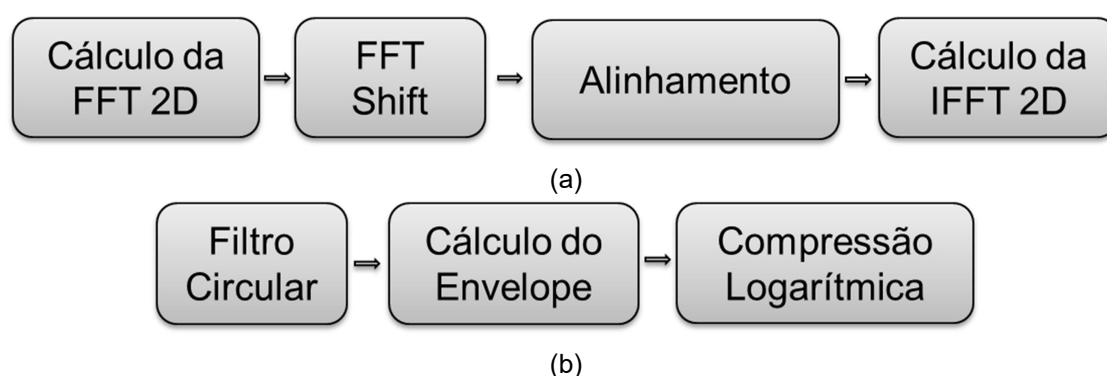 Cálculo da
FFT 2D
FFT
Shift
Alinhamento
Cálculo da
IFFT 2D
(a)
Filtro
Circular
Cálculo do
Envelope
Compressão
Logarítmica
(b)